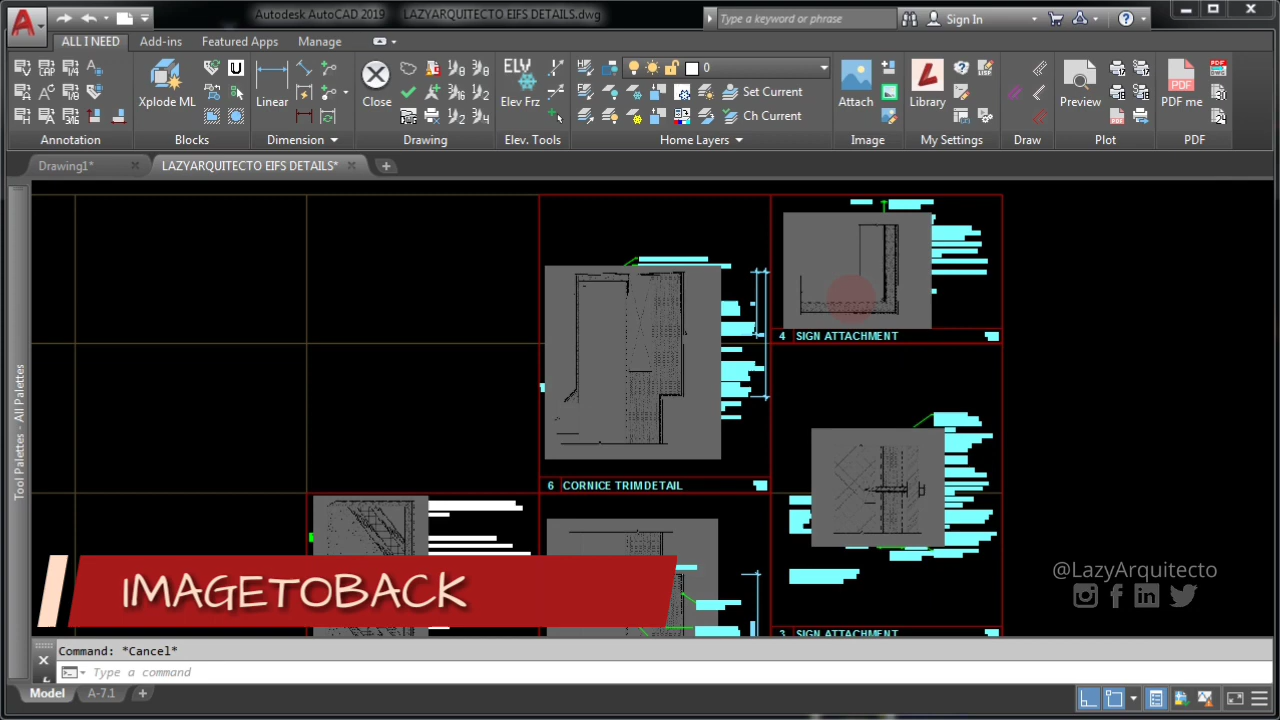 Autodesk AutoCAD 2019 LAZYARQUITECTO EIFS DETAILS.dwg
Type a keyword or phrase
Sign In
ALL I NEED Add-ins Featured Apps Manage
Xplode ML Linear Close ELV Elev Frz 0 Set Current Ch Current Attach Library Preview PDF me
Annotation Blocks Dimension Drawing Elev. Tools Home Layers Image My Settings Draw Plot PDF
Drawing1* LAZYARQUITECTO EIFS DETAILS*
Tool Palettes - All Palettes
4 SIGN ATTACHMENT
6 CORNICE TRIM DETAIL
3 SIGN ATTACHMENT
IMAGETOBACK
@LazyArquitecto
Command: *Cancel*
Type a command
Model A-7.1